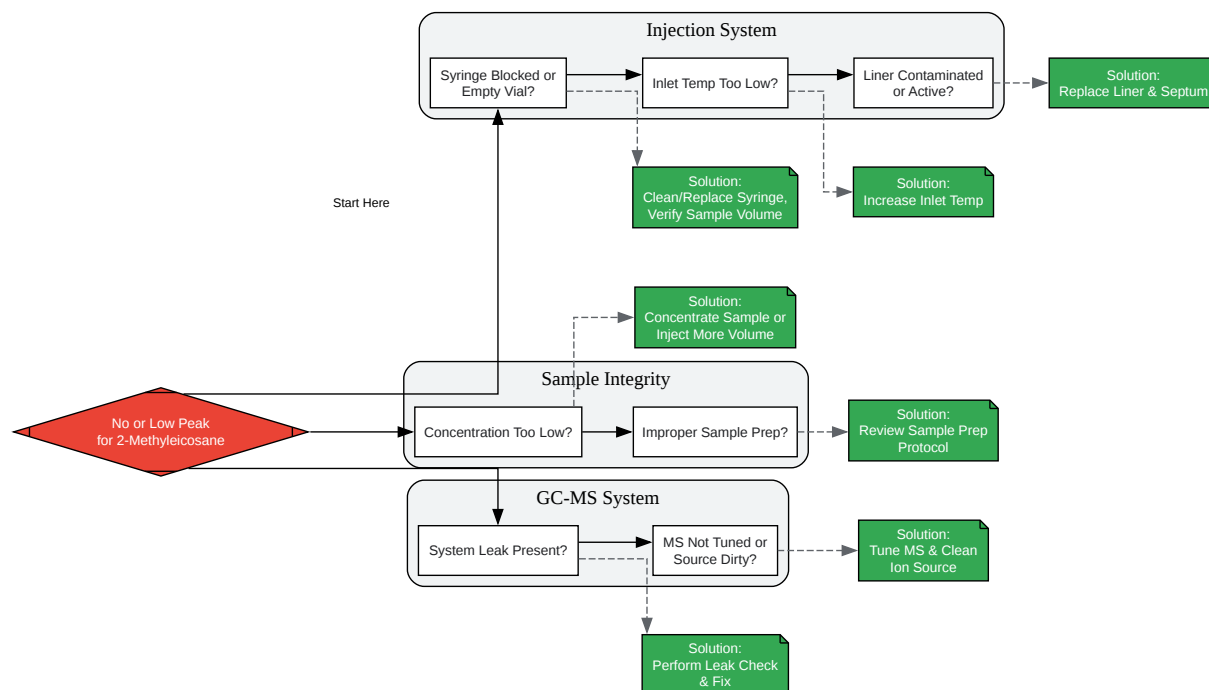 Injection System
Syringe Blocked or
Empty Vial?
Inlet Temp Too Low?
Liner Contaminated
or Active?
Solution:
Replace Liner & Septum
Solution:
Clean/Replace Syringe,
Verify Sample Volume
Solution:
Increase Inlet Temp
Start Here
Solution:
Concentrate Sample or
Inject More Volume
Sample Integrity
No or Low Peak
for 2-Methyleicosane
Concentration Too Low?
Improper Sample Prep?
Solution:
Review Sample Prep
Protocol
GC-MS System
System Leak Present?
MS Not Tuned or
Source Dirty?
Solution:
Tune MS & Clean
Ion Source
Solution:
Perform Leak Check
& Fix